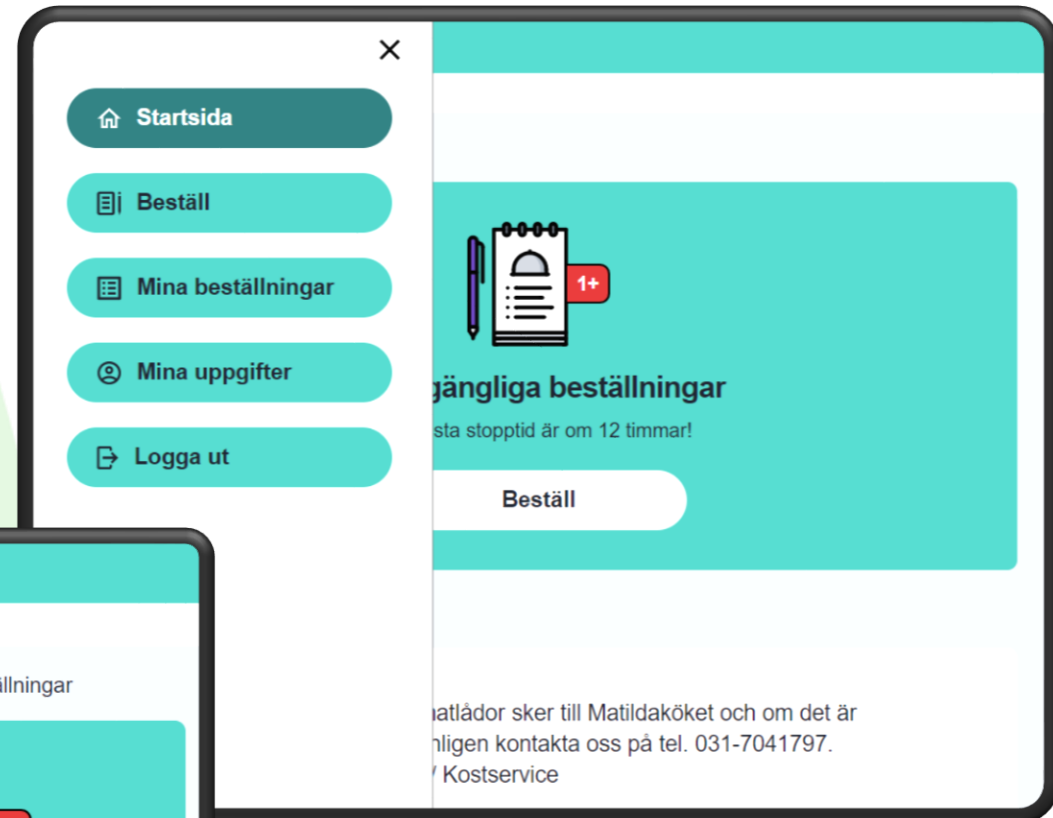 Startsida
Beställ
Mina beställningar
Mina uppgifter
Logga ut
1+
gängliga beställningar
sta stopptid är om 12 timmar!
Beställ
atlådor sker till Matildaköket och om det är
nligen kontakta oss på tel. 031-7041797.
/ Kostservice
ällningar